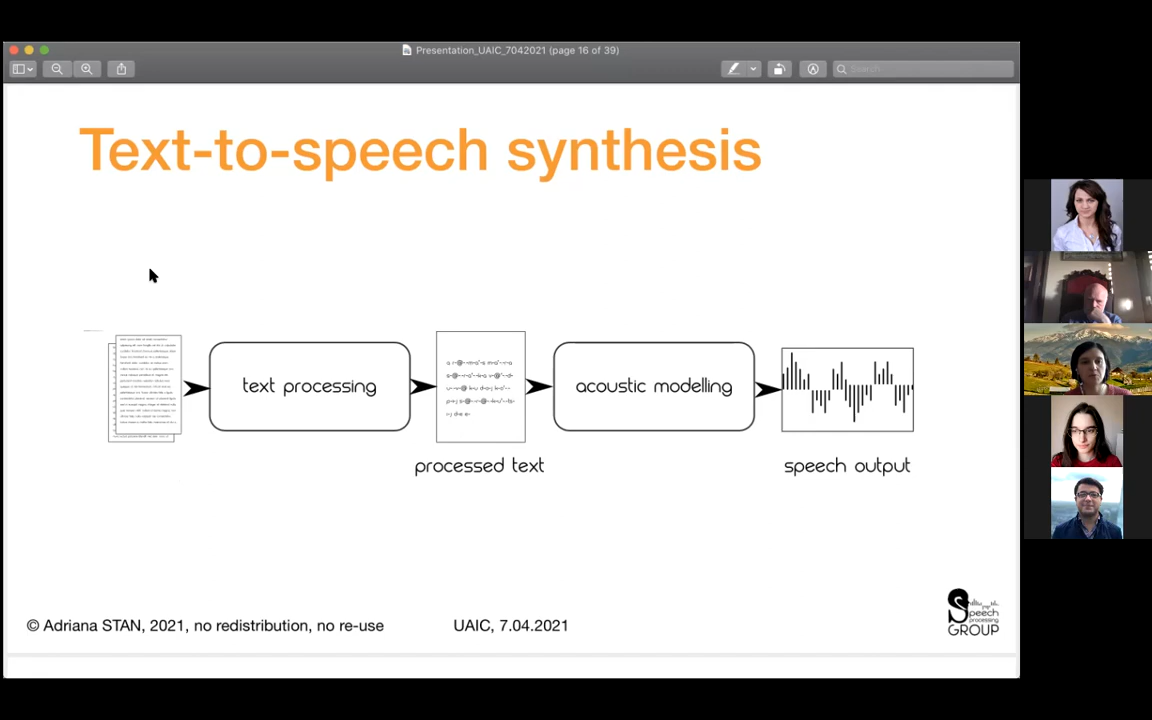 Presentation_UAIC_7042021 (page 16 of 39)
Search
Text-to-speech synthesis
text processing
acoustic modelling
processed text
speech output
© Adriana STAN, 2021, no redistribution, no re-use
UAIC, 7.04.2021
Speech
processing
GROUP